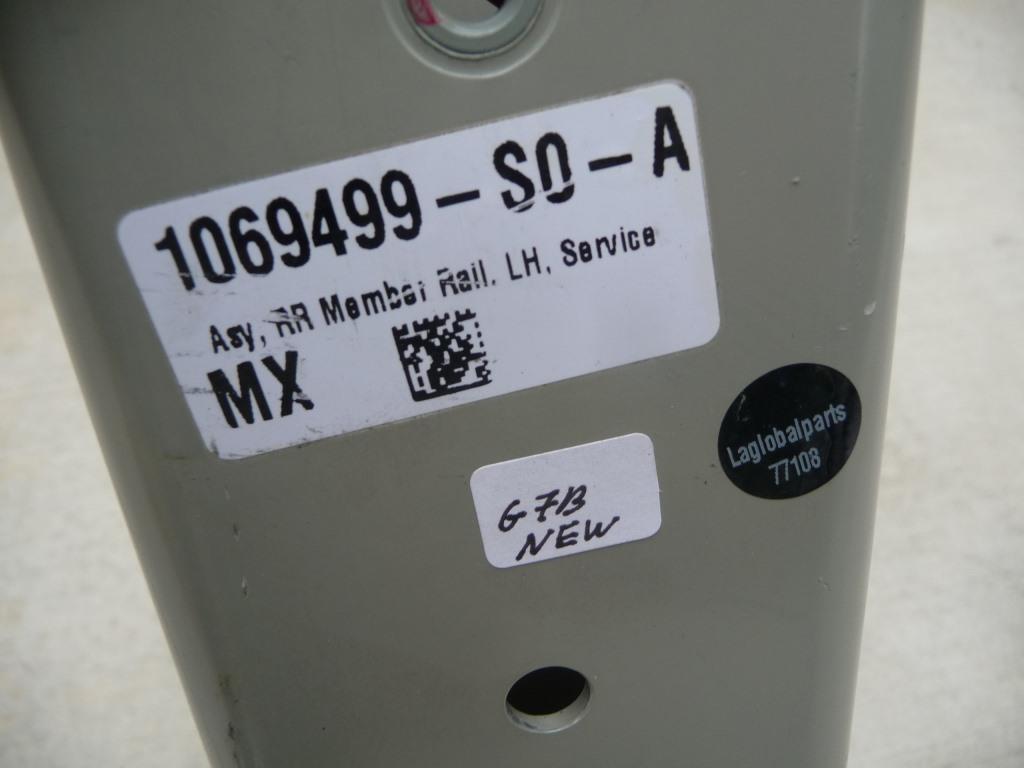 1069499-S0-A
Asy, RR Member Rail, LH, Service
MX
G7B
NEW
Laglobalparts
77108